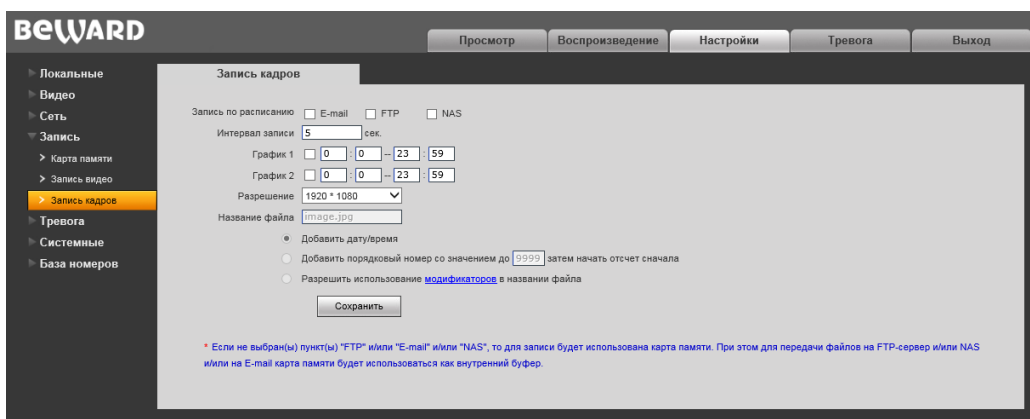 BEWARD
Просмотр Воспроизведение Настройки Тревога Выход
Локальные
Видео
Сеть
Запись
Карта памяти
Запись видео
Запись кадров
Тревога
Системные
База номеров
Запись кадров
Запись по расписанию E-mail FTP NAS
Интервал записи 5 сек.
График 1 0 : 0 -- 23 : 59
График 2 0 : 0 -- 23 : 59
Разрешение 1920 * 1080
Название файла image.jpg
Добавить дату/время
Добавить порядковый номер со значением до 9999 затем начать отсчет сначала
Разрешить использование модификаторов в названии файла
Сохранить
* Если не выбран(ы) пункт(ы) "FTP" и/или "E-mail" и/или "NAS", то для записи будет использована карта памяти. При этом для передачи файлов на FTP-сервер и/или NAS
и/или на E-mail карта памяти будет использоваться как внутренний буфер.